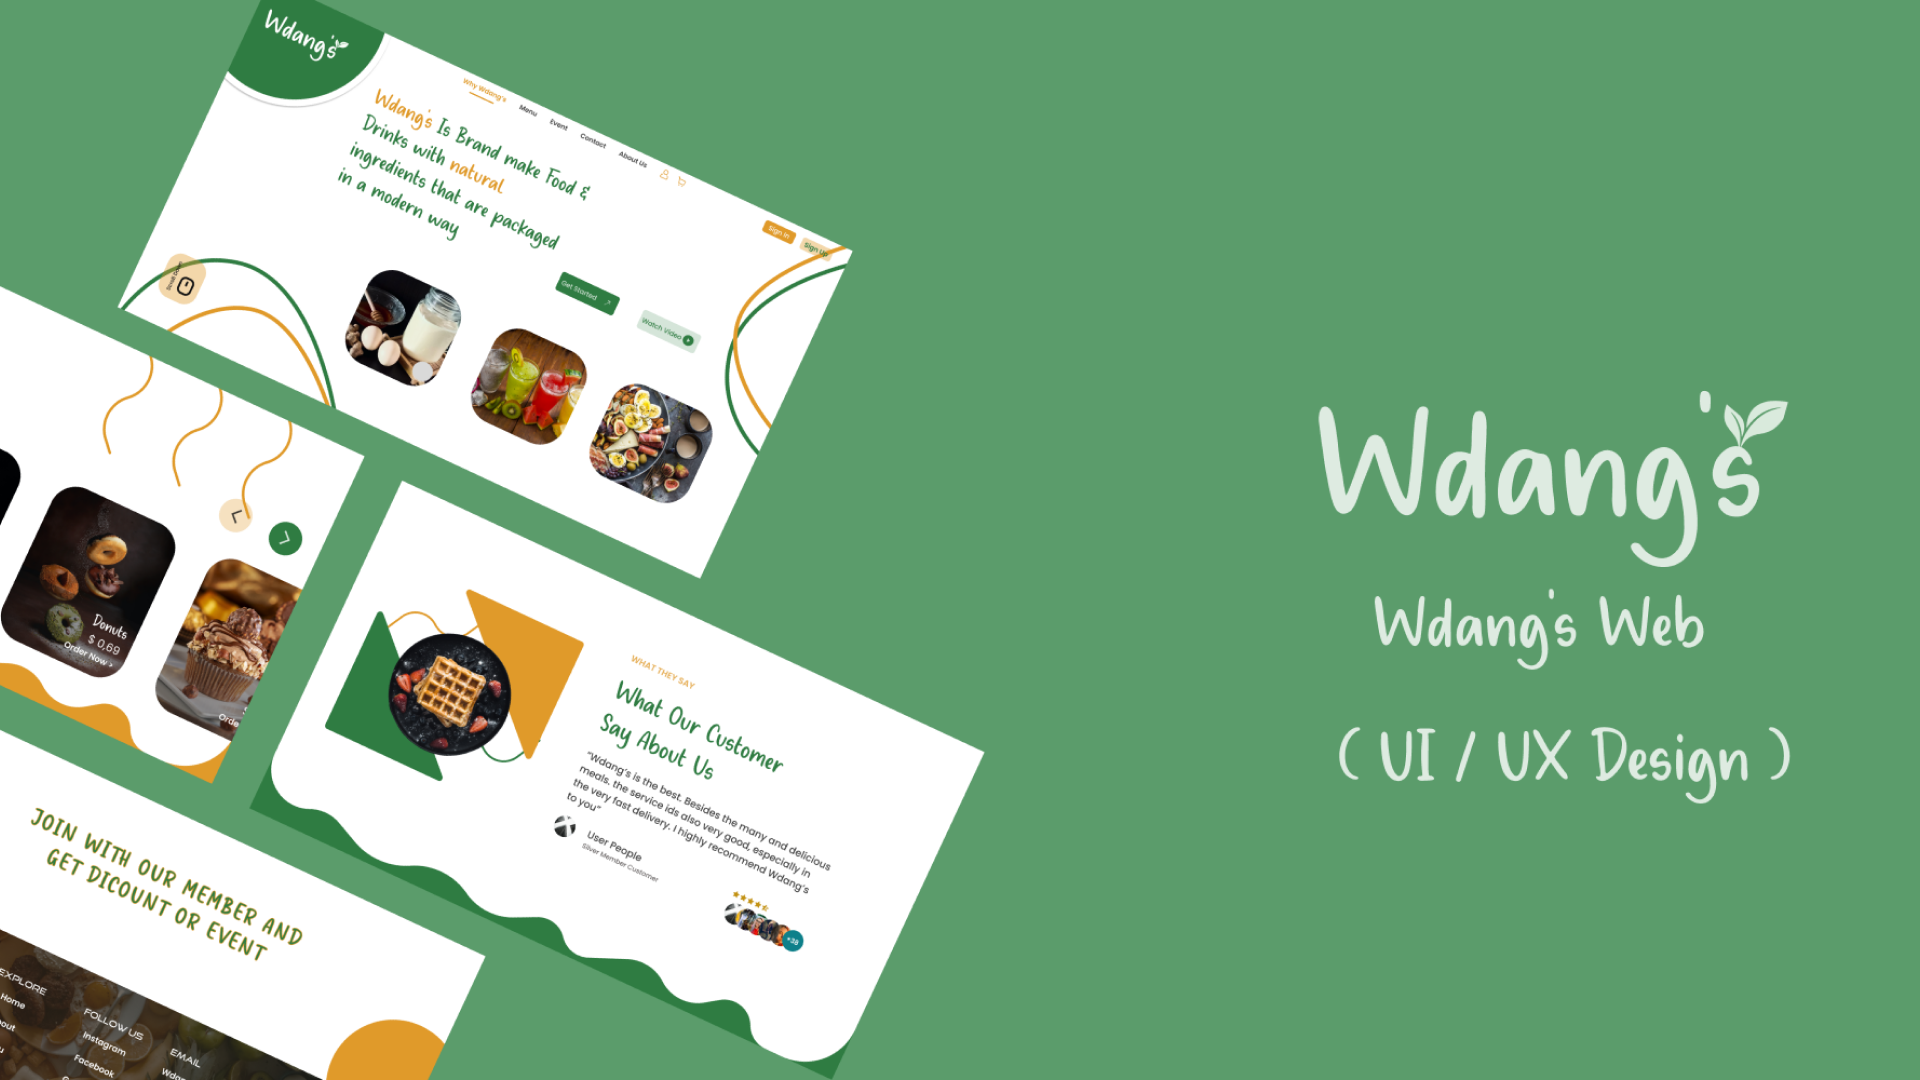 Wdang's
Why Wdang's
Menu
Event
Contact
About Us
Wdang's Is Brand make Food &
Drinks with natural
ingredients that are packaged
in a modern way
Sign In
Sign Up
Get Started
Watch Video
Donuts
$ 0,69
Order Now >
WHAT THEY SAY
What Our Customer
Say About Us
"Wdang's is the best. Besides the many and delicious
meals, the service ids also very good, especially in
the very fast delivery. I highly recommend Wdang's
to you"
User People
Silver Member Customer
+38
JOIN WITH OUR MEMBER AND
GET DICOUNT OR EVENT
EXPLORE
Home
FOLLOW US
Instagram
Facebook
EMAIL
Wdang's
Wdang's Web
( UI / UX Design )